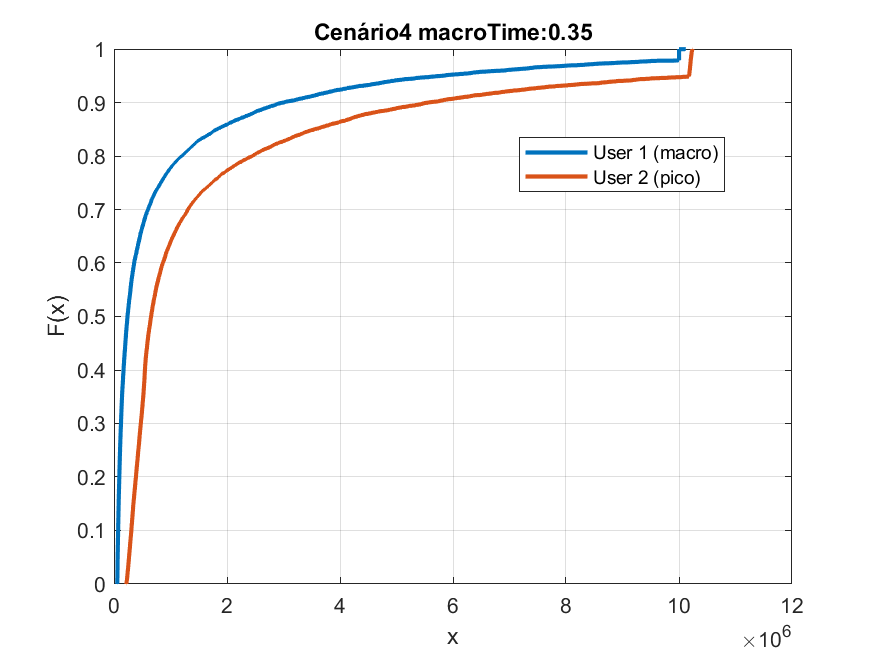 Cenário4 macroTime:0.35
1
0.9
0.8
0.7
0.6
0.5
0.4
0.3
0.2
0.1
0
F(x)
User 1 (macro)
User 2 (pico)
0 2 4 6 8 10 12
x
×10^6